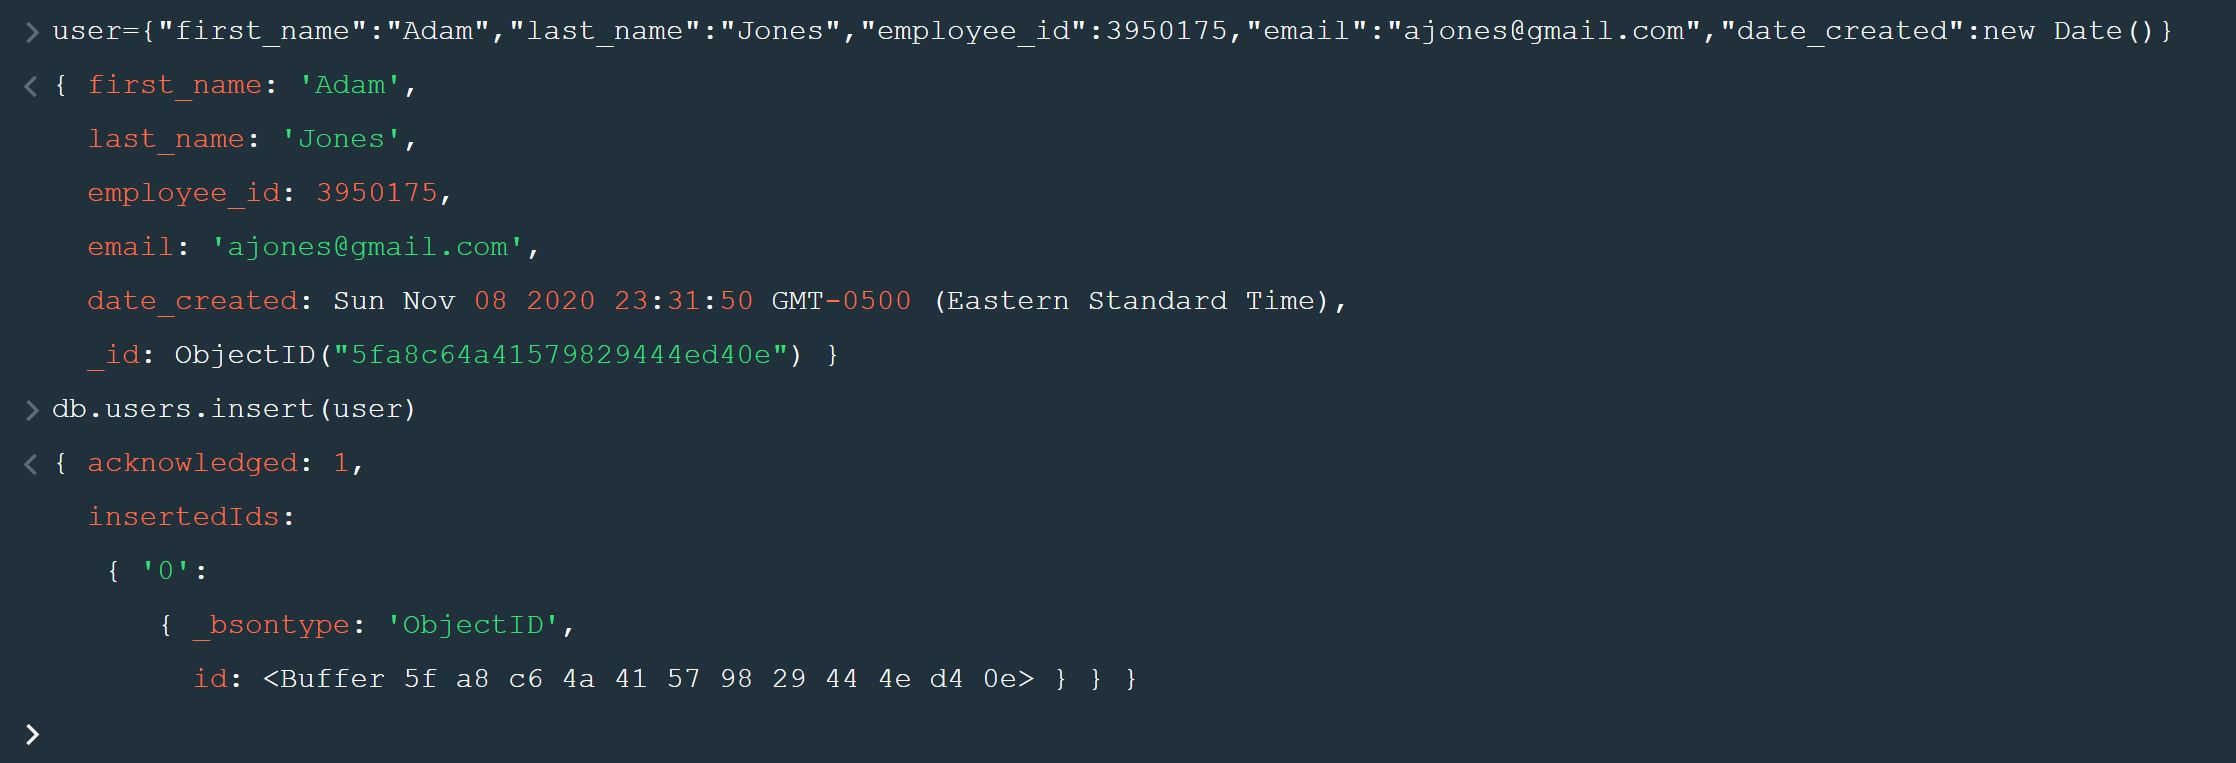 > user={"first_name":"Adam","last_name":"Jones","employee_id":3950175,"email":"ajones@gmail.com","date_created":new Date()}
< { first_name: 'Adam',
last_name: 'Jones',
employee_id: 3950175,
email: 'ajones@gmail.com',
date_created: Sun Nov 08 2020 23:31:50 GMT-0500 (Eastern Standard Time),
_id: ObjectID("5fa8c64a41579829444ed40e") }
> db.users.insert(user)
< { acknowledged: 1,
insertedIds:
{ '0':
{ _bsontype: 'ObjectID',
id: <Buffer 5f a8 c6 4a 41 57 98 29 44 4e d4 0e> } } }
>